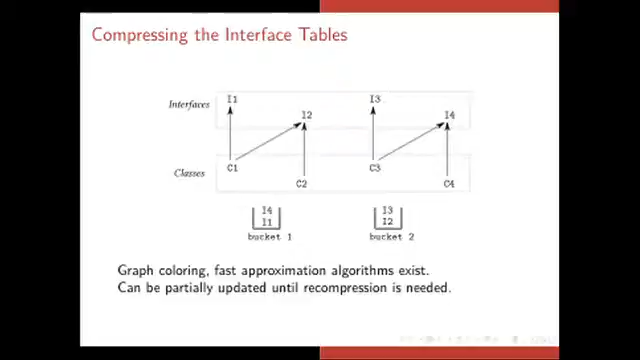 Compressing the Interface Tables
Interfaces
I1
I2
I3
I4
Classes
C1
C2
C3
C4
I4
I1
bucket 1
I3
I2
bucket 2
Graph coloring, fast approximation algorithms exist.
Can be partially updated until recompression is needed.